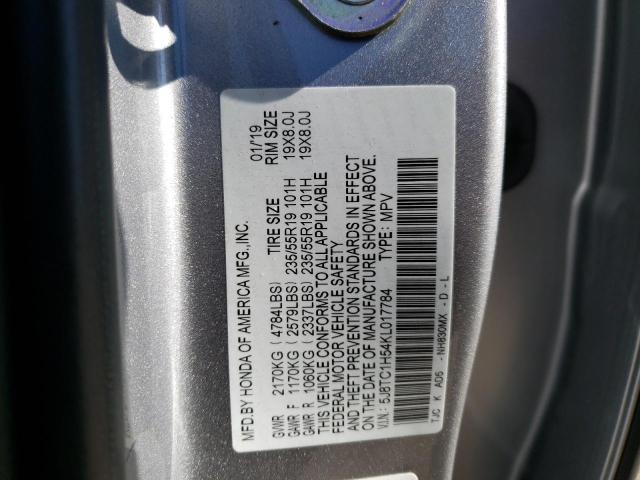 MFD.BY HONDA OF AMERICA MFG.,INC. 01/'19
TIRE SIZE RIM SIZE
GVWR 2170KG (4784LBS)
GAWR F 1170KG (2579LBS) 235/55R19 101H 19X8.0J
GAWR R 1060KG (2337LBS) 235/55R19 101H 19X8.0J
THIS VEHICLE CONFORMS TO ALL APPLICABLE
FEDERAL MOTOR VEHICLE SAFETY
AND THEFT PREVENTION STANDARDS IN EFFECT
ON THE DATE OF MANUFACTURE SHOWN ABOVE.
V.I.N.: 5J8TC1H54KL017784 TYPE: MPV
TJC K AD5 - NH830MX - D - L